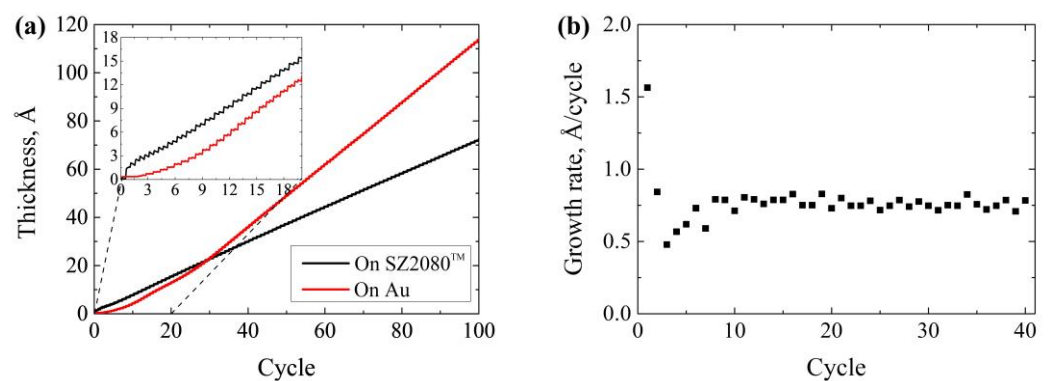 (a)
Thickness, Å
120
100
80
60
40
20
0
0 20 40 60 80 100
Cycle
18
15
12
9
6
3
0
0 3 6 9 12 15 18
On SZ2080™
On Au
(b)
Growth rate, Å/cycle
2.0
1.5
1.0
0.5
0.0
0 10 20 30 40
Cycle